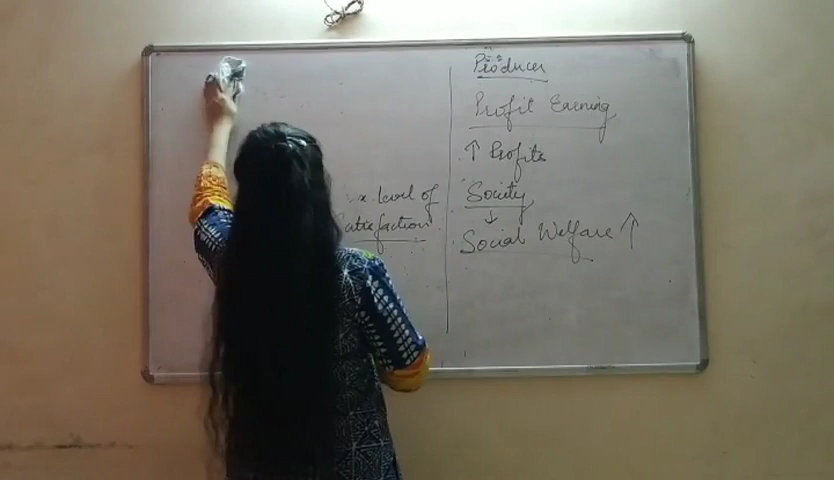 level of
Satisfaction
Producer
Profit Earning
↑ Profits
Society
↓
Social Welfare ↑